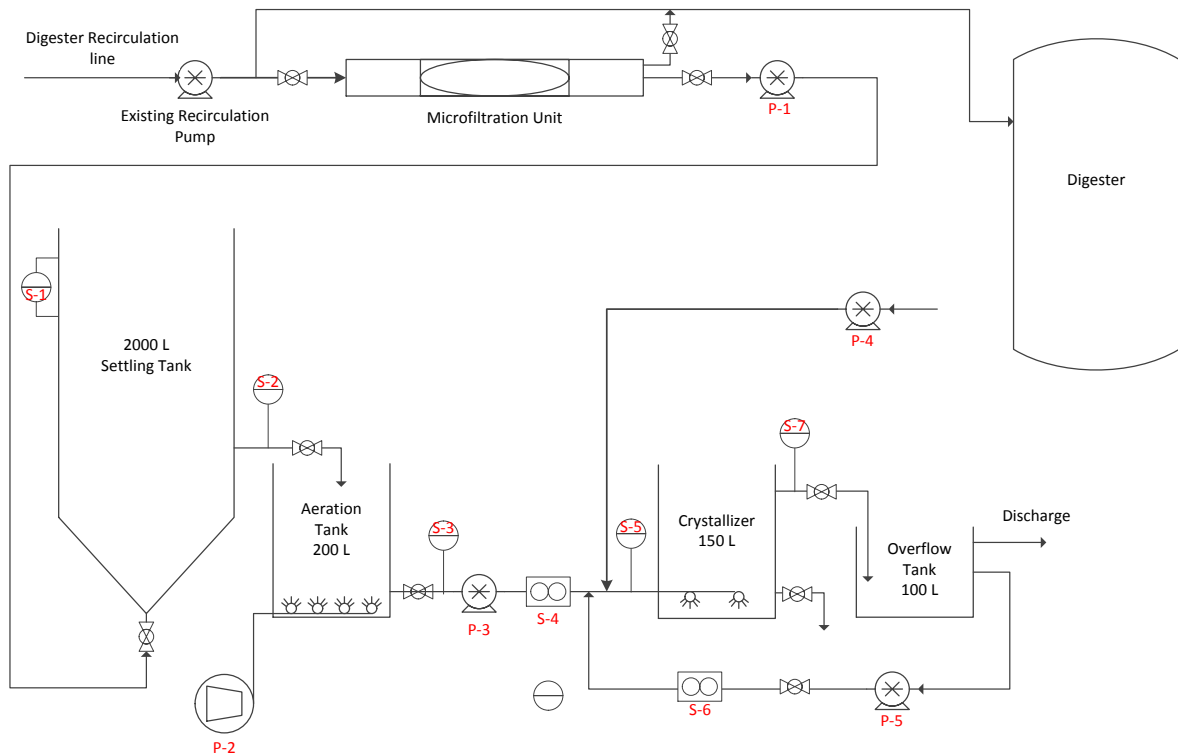 Digester Recirculation
line
Existing Recirculation
Pump
Microfiltration Unit
P-1
Digester
S-1
2000 L
Settling Tank
S-2
P-4
S-7
Aeration
Tank
200 L
S-3
S-5
Crystallizer
150 L
Discharge
Overflow
Tank
100 L
P-3
S-4
S-6
P-5
P-2